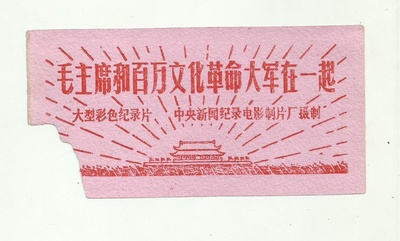 毛主席和百万文化革命大军在一起
大型彩色纪录片 中央新闻纪录电影制片厂摄制